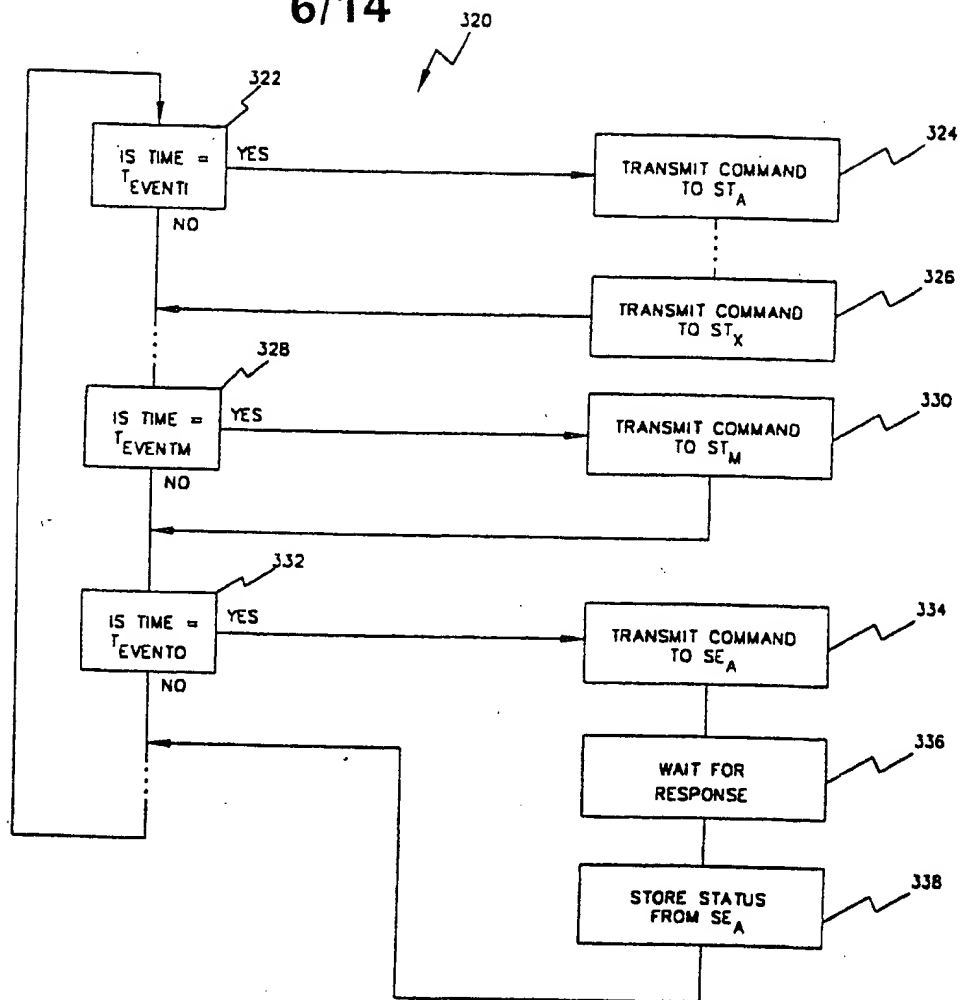 6/14
320
322
IS TIME =
TEVENTI
YES
NO
324
TRANSMIT COMMAND
TO STA
326
TRANSMIT COMMAND
TO STX
328
IS TIME =
TEVENTM
YES
NO
330
TRANSMIT COMMAND
TO STM
332
IS TIME =
TEVENTO
YES
NO
334
TRANSMIT COMMAND
TO SEA
336
WAIT FOR
RESPONSE
338
STORE STATUS
FROM SEA